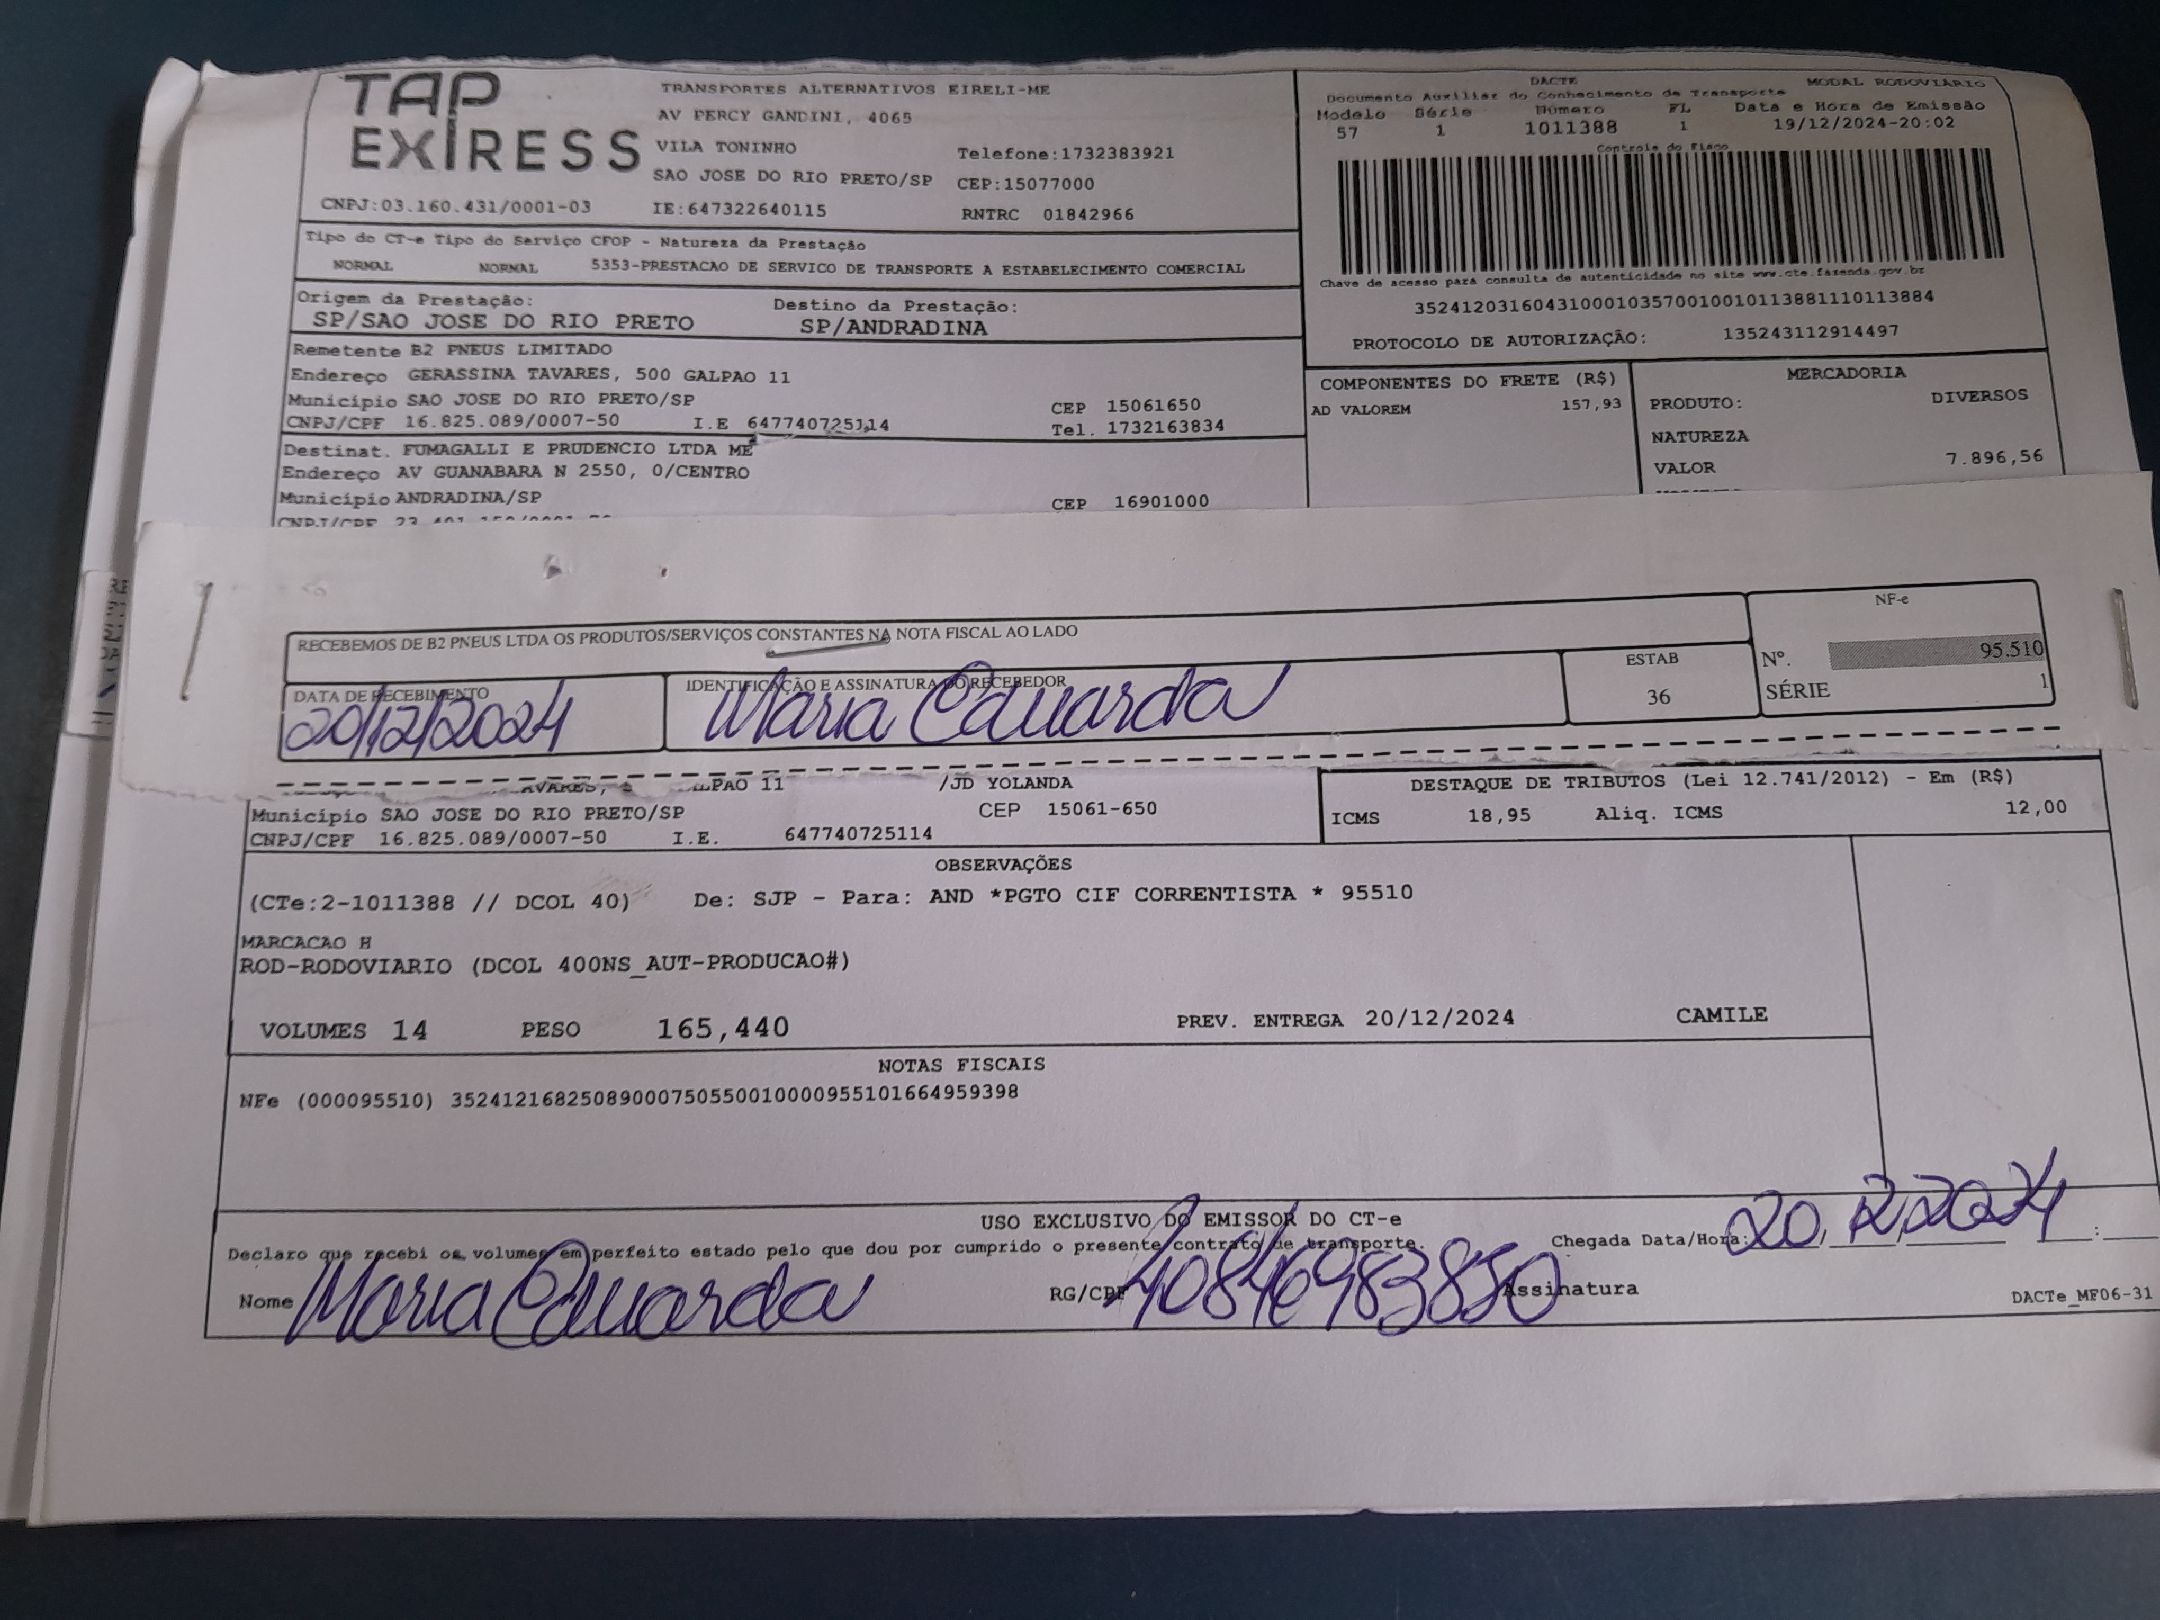 TAP
EXPRESS
TRANSPORTES ALTERNATIVOS EIRELI-ME
AV PERCY GANDINI, 4065
VILA TONINHO
Telefone:1732383921
SAO JOSE DO RIO PRETO/SP CEP:15077000
CNPJ:03.160.431/0001-03 IE:647322640115 RNTRC 01842966
DACTE MODAL RODOVIÁRIO
Documento Auxiliar do Conhecimento de Transporte
Modelo Série Número FL Data e Hora de Emissão
57 1 1011388 1 19/12/2024-20:02
Controle do Fisco
Chave de acesso para consulta de autenticidade no site www.cte.fazenda.gov.br
35241203160431000103570010010113881110113884
PROTOCOLO DE AUTORIZAÇÃO: 135243112914497
Tipo do CT-e Tipo do Serviço CFOP - Natureza da Prestação
NORMAL NORMAL 5353-PRESTACAO DE SERVICO DE TRANSPORTE A ESTABELECIMENTO COMERCIAL
Origem da Prestação: Destino da Prestação:
SP/SAO JOSE DO RIO PRETO SP/ANDRADINA
Remetente B2 PNEUS LIMITADO
Endereço GERASSINA TAVARES, 500 GALPAO 11
Município SAO JOSE DO RIO PRETO/SP CEP 15061650
CNPJ/CPF 16.825.089/0007-50 I.E 647740725114 Tel. 1732163834
COMPONENTES DO FRETE (R$)
AD VALOREM 157,93
MERCADORIA
PRODUTO: DIVERSOS
NATUREZA
VALOR 7.896,56
Destinat. FUMAGALLI E PRUDENCIO LTDA ME
Endereço AV GUANABARA N 2550, 0/CENTRO
Município ANDRADINA/SP CEP 16901000
CNPJ/CPF
RECEBEMOS DE B2 PNEUS LTDA OS PRODUTOS/SERVIÇOS CONSTANTES NA NOTA FISCAL AO LADO
NF-e
Nº. 95.510
SÉRIE 1
DATA DE RECEBIMENTO IDENTIFICAÇÃO E ASSINATURA DO RECEBEDOR ESTAB
20/12/2024 Maria Eduarda 36
PAO 11 /JD YOLANDA
Município SAO JOSE DO RIO PRETO/SP CEP 15061-650
CNPJ/CPF 16.825.089/0007-50 I.E. 647740725114
DESTAQUE DE TRIBUTOS (Lei 12.741/2012) - Em (R$)
ICMS 18,95 Aliq. ICMS 12,00
OBSERVAÇÕES
(CTe:2-1011388 // DCOL 40) De: SJP - Para: AND *PGTO CIF CORRENTISTA * 95510
MARCACAO H
ROD-RODOVIARIO (DCOL 400NS_AUT-PRODUCAO#)
VOLUMES 14 PESO 165,440 PREV. ENTREGA 20/12/2024 CAMILE
NOTAS FISCAIS
NFe (000095510) 35241216825089000750550010000955101664959398
USO EXCLUSIVO DO EMISSOR DO CT-e
Declaro que recebi os volumes em perfeito estado pelo que dou por cumprido o presente contrato de transporte. Chegada Data/Hora: 20/12/2024
Nome Maria Eduarda RG/CPF 40846983850 Assinatura
DACTe_MF06-31